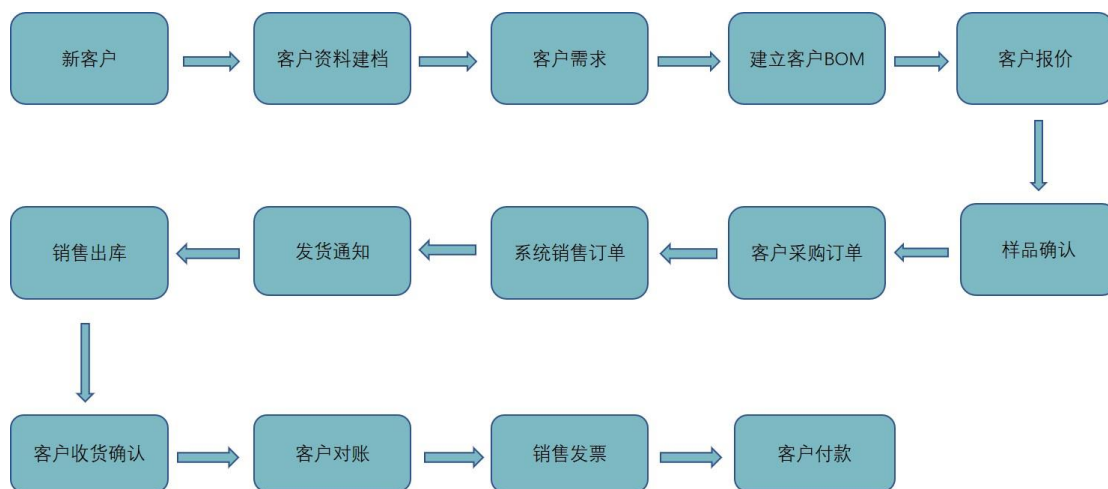 新客户
客户资料建档
客户需求
建立客户BOM
客户报价
样品确认
客户采购订单
系统销售订单
发货通知
销售出库
客户收货确认
客户对账
销售发票
客户付款